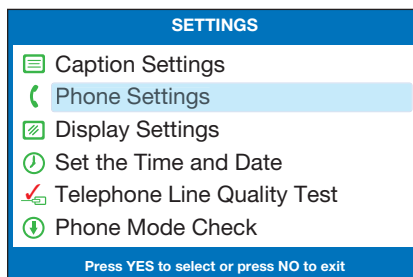 SETTINGS
Caption Settings
Phone Settings
Display Settings
Set the Time and Date
Telephone Line Quality Test
Phone Mode Check
Press YES to select or press NO to exit